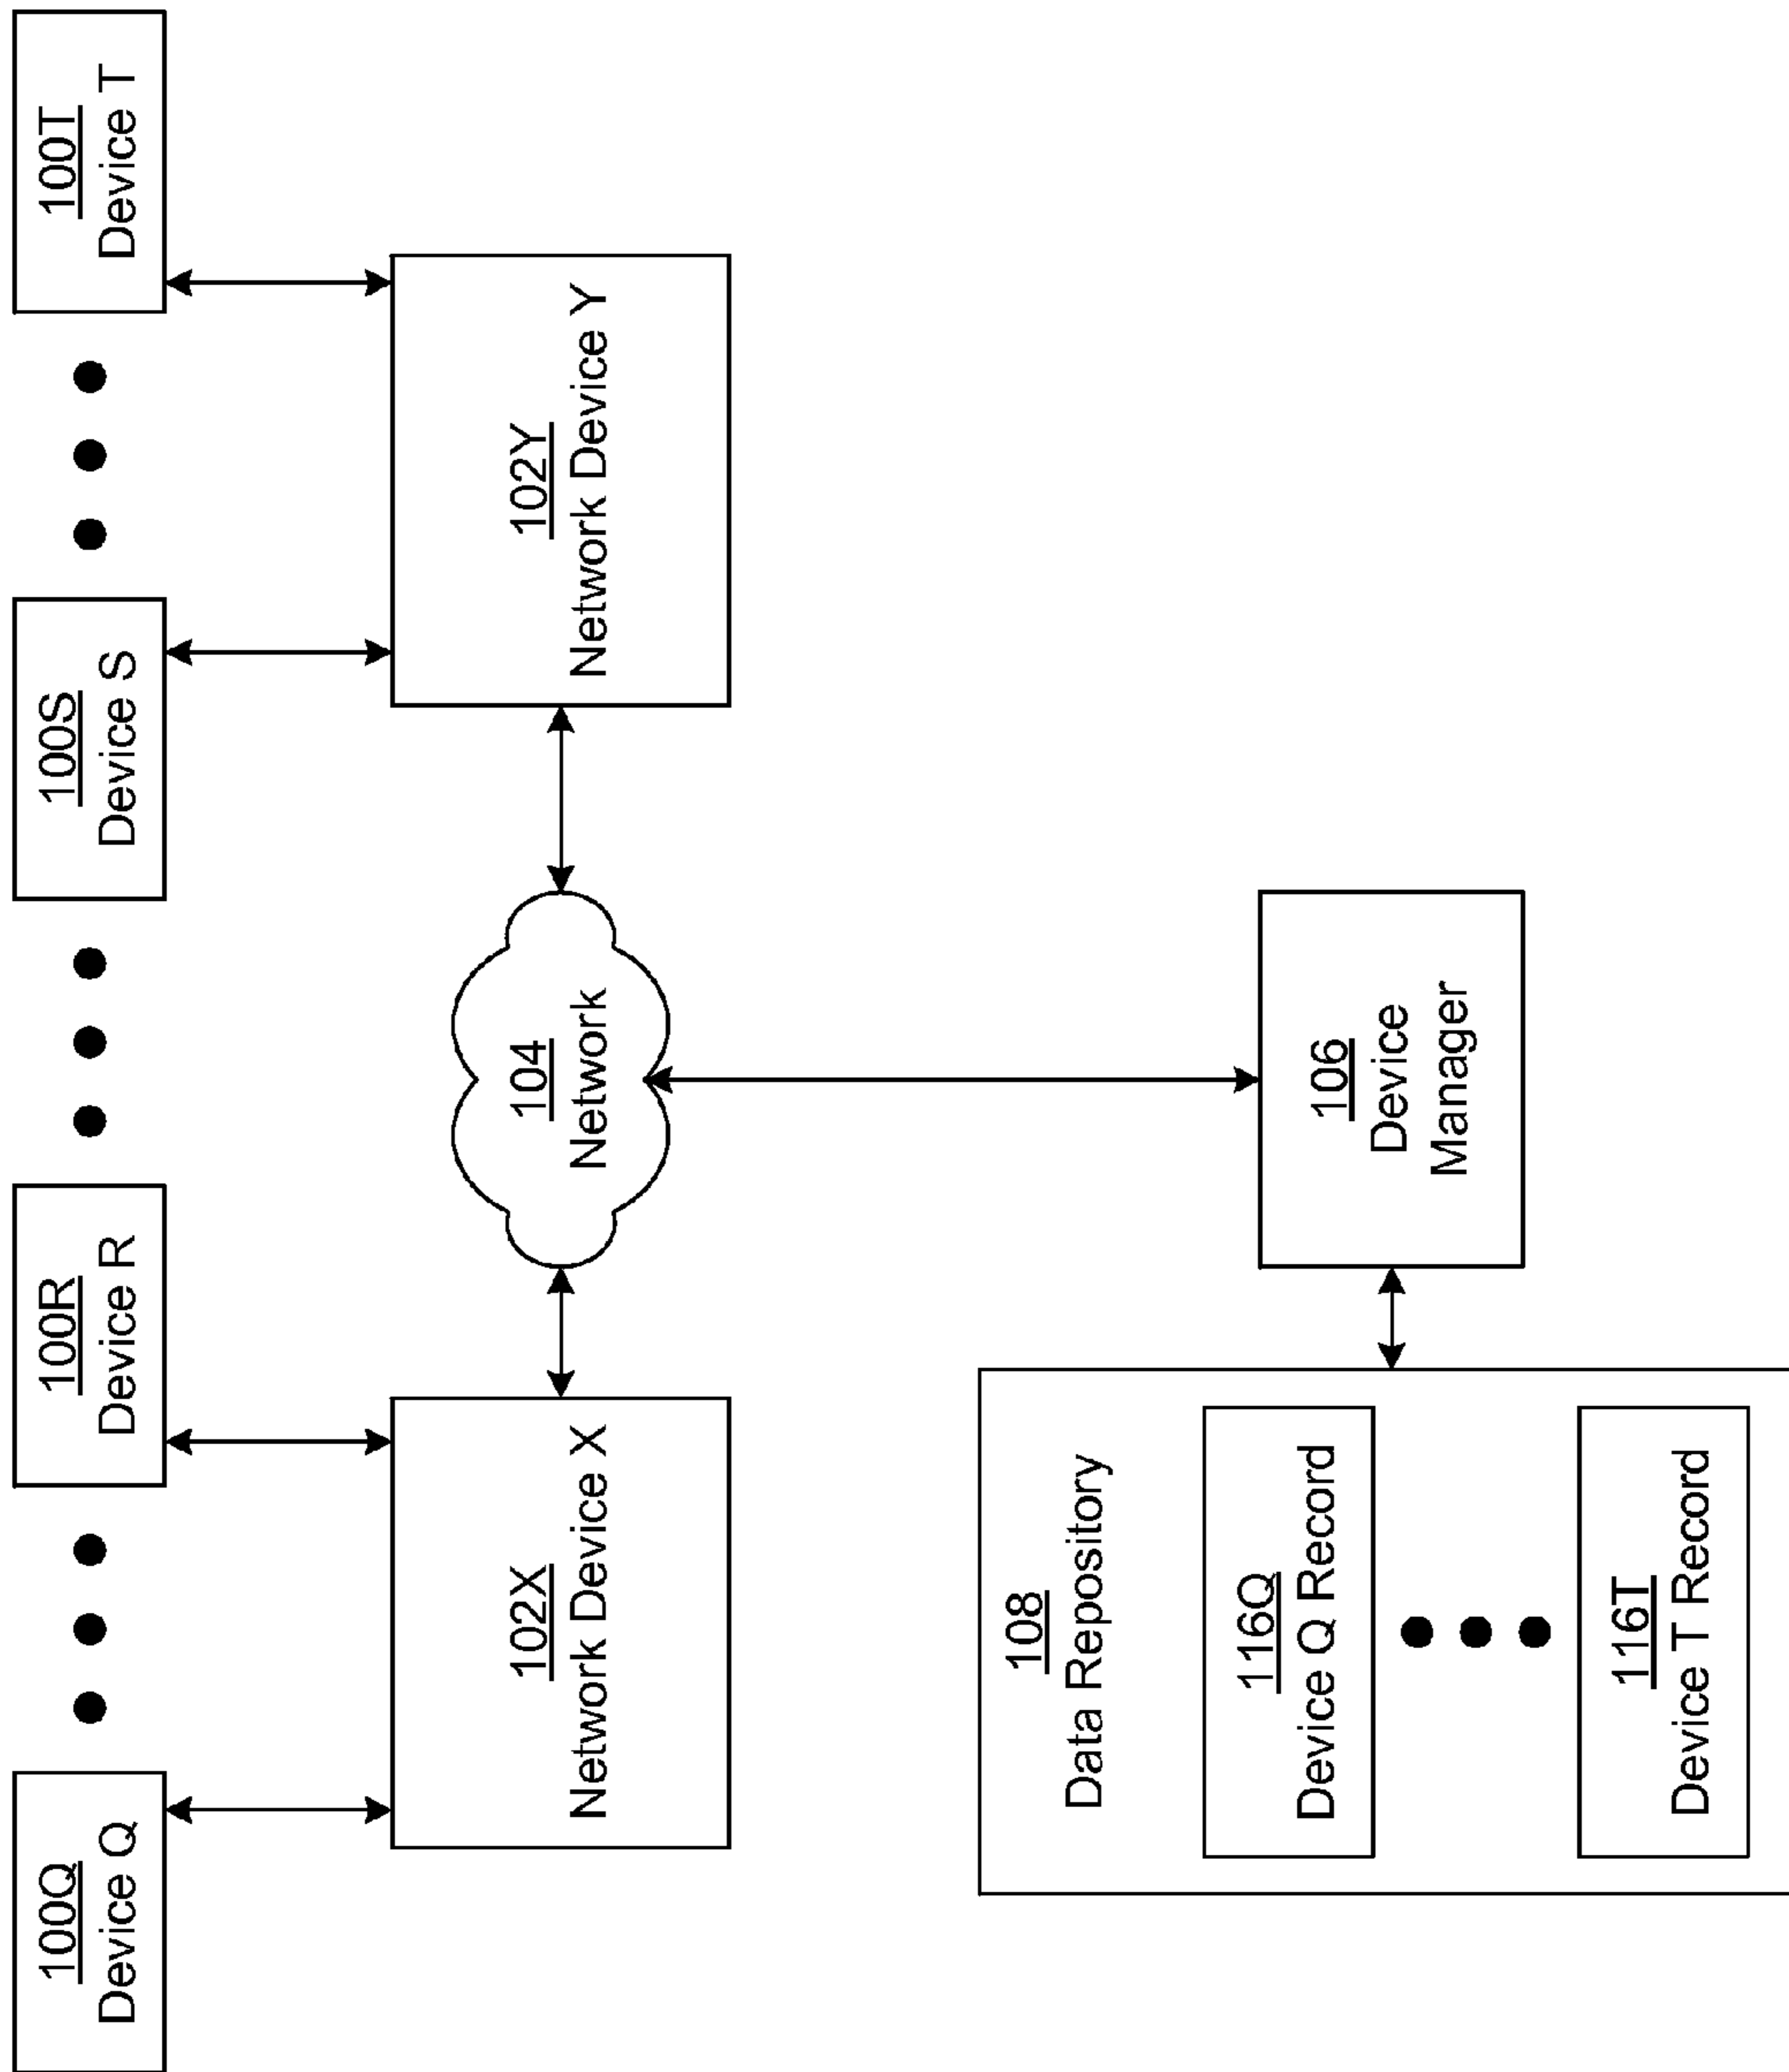 100Q
Device Q
100R
Device R
100S
Device S
100T
Device T
102X
Network Device X
104
Network
102Y
Network Device Y
108
Data Repository
116Q
Device Q Record
116T
Device T Record
106
Device
Manager